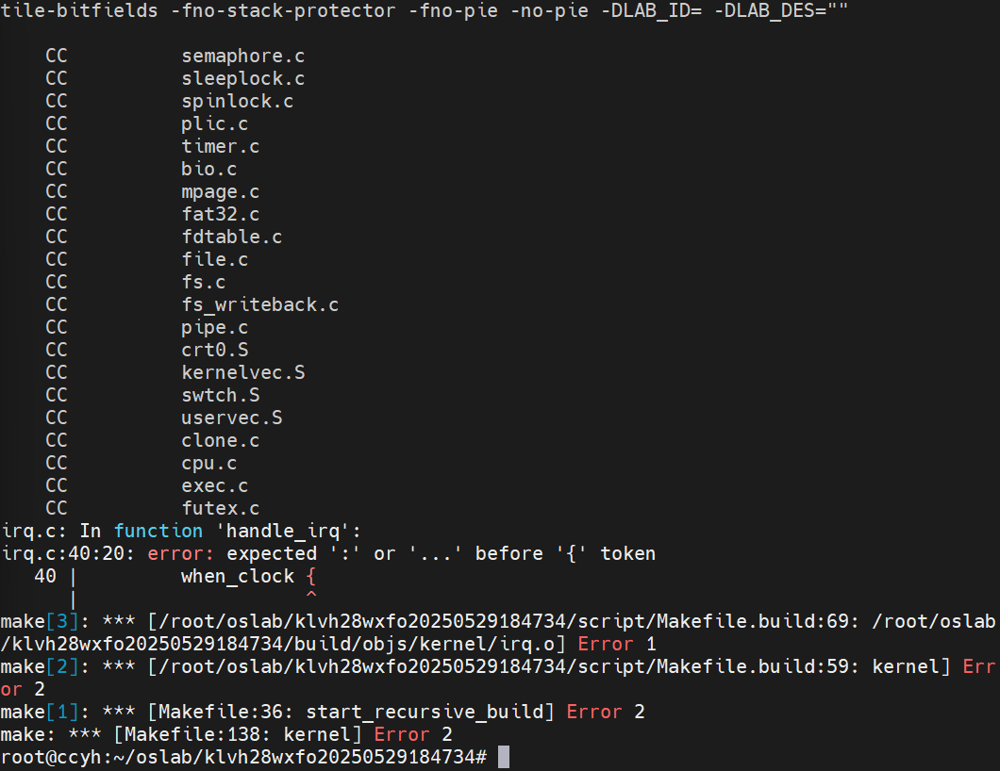 tile-bitfields -fno-stack-protector -fno-pie -no-pie -DLAB_ID= -DLAB_DES=""
CC semaphore.c
CC sleeplock.c
CC spinlock.c
CC plic.c
CC timer.c
CC bio.c
CC mpage.c
CC fat32.c
CC fdtable.c
CC file.c
CC fs.c
CC fs_writeback.c
CC pipe.c
CC crt0.S
CC kernelvec.S
CC swtch.S
CC uservec.S
CC clone.c
CC cpu.c
CC exec.c
CC futex.c
irq.c: In function 'handle_irq':
irq.c:40:20: error: expected ':' or '...' before '{' token
40 | when_clock {
| ^
make[3]: *** [/root/oslab/klvh28wxfo20250529184734/script/Makefile.build:69: /root/oslab
/klvh28wxfo20250529184734/build/objs/kernel/irq.o] Error 1
make[2]: *** [/root/oslab/klvh28wxfo20250529184734/script/Makefile.build:59: kernel] Err
or 2
make[1]: *** [Makefile:36: start_recursive_build] Error 2
make: *** [Makefile:138: kernel] Error 2
root@ccyh:~/oslab/klvh28wxfo20250529184734#